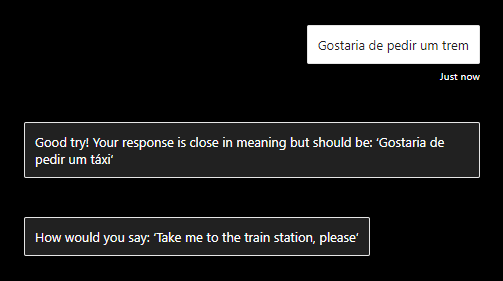 Gostaria de pedir um trem
Just now
Good try! Your response is close in meaning but should be: 'Gostaria de
pedir um táxi'
How would you say: 'Take me to the train station, please'